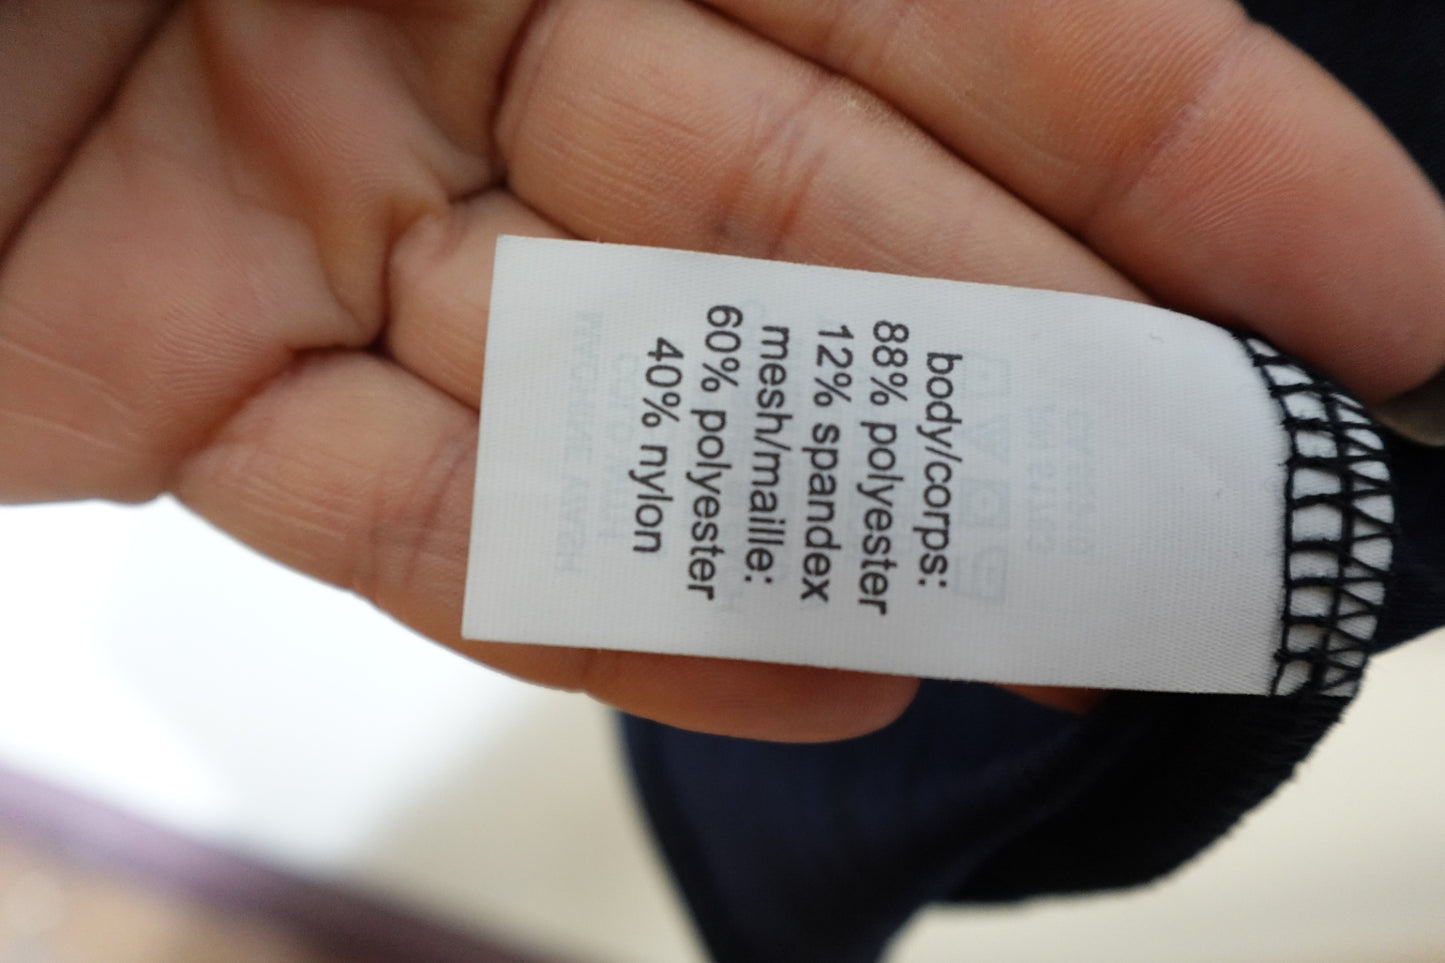 body/corps:
88% polyester
12% spandex
mesh/maille:
60% polyester
40% nylon